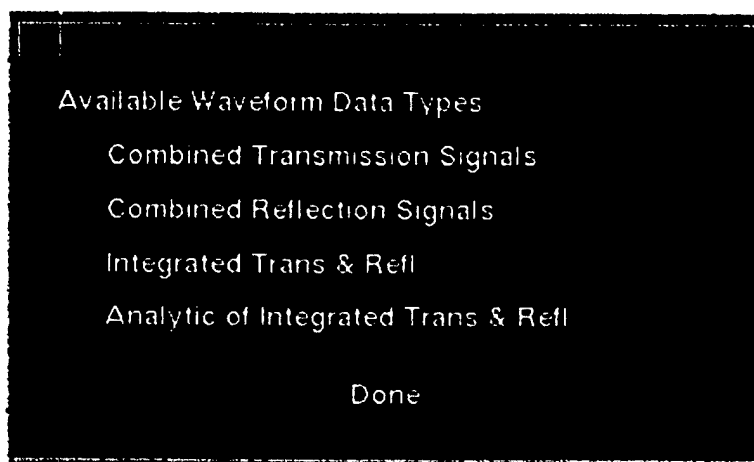 Available Waveform Data Types
Combined Transmission Signals
Combined Reflection Signals
Integrated Trans & Refl
Analytic of Integrated Trans & Refl
Done